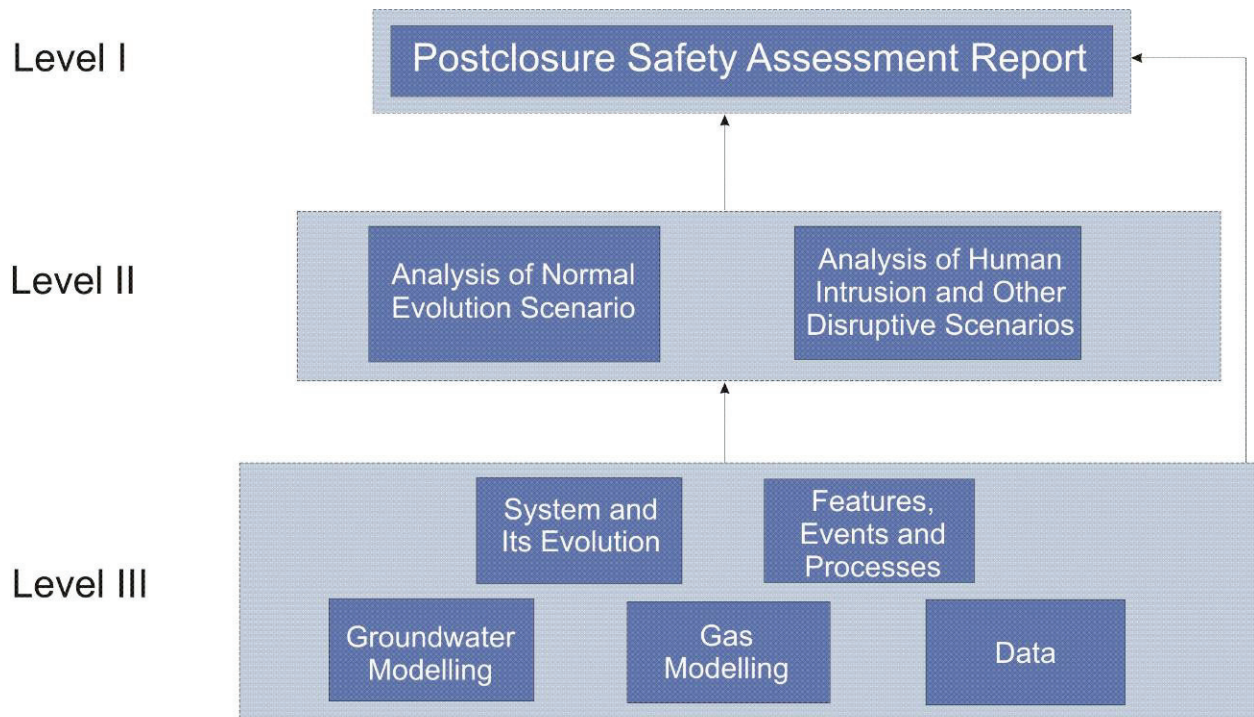 Level I
Postclosure Safety Assessment Report
Level II
Analysis of Normal
Evolution Scenario
Analysis of Human
Intrusion and Other
Disruptive Scenarios
Level III
System and
Its Evolution
Features,
Events and
Processes
Groundwater
Modelling
Gas
Modelling
Data